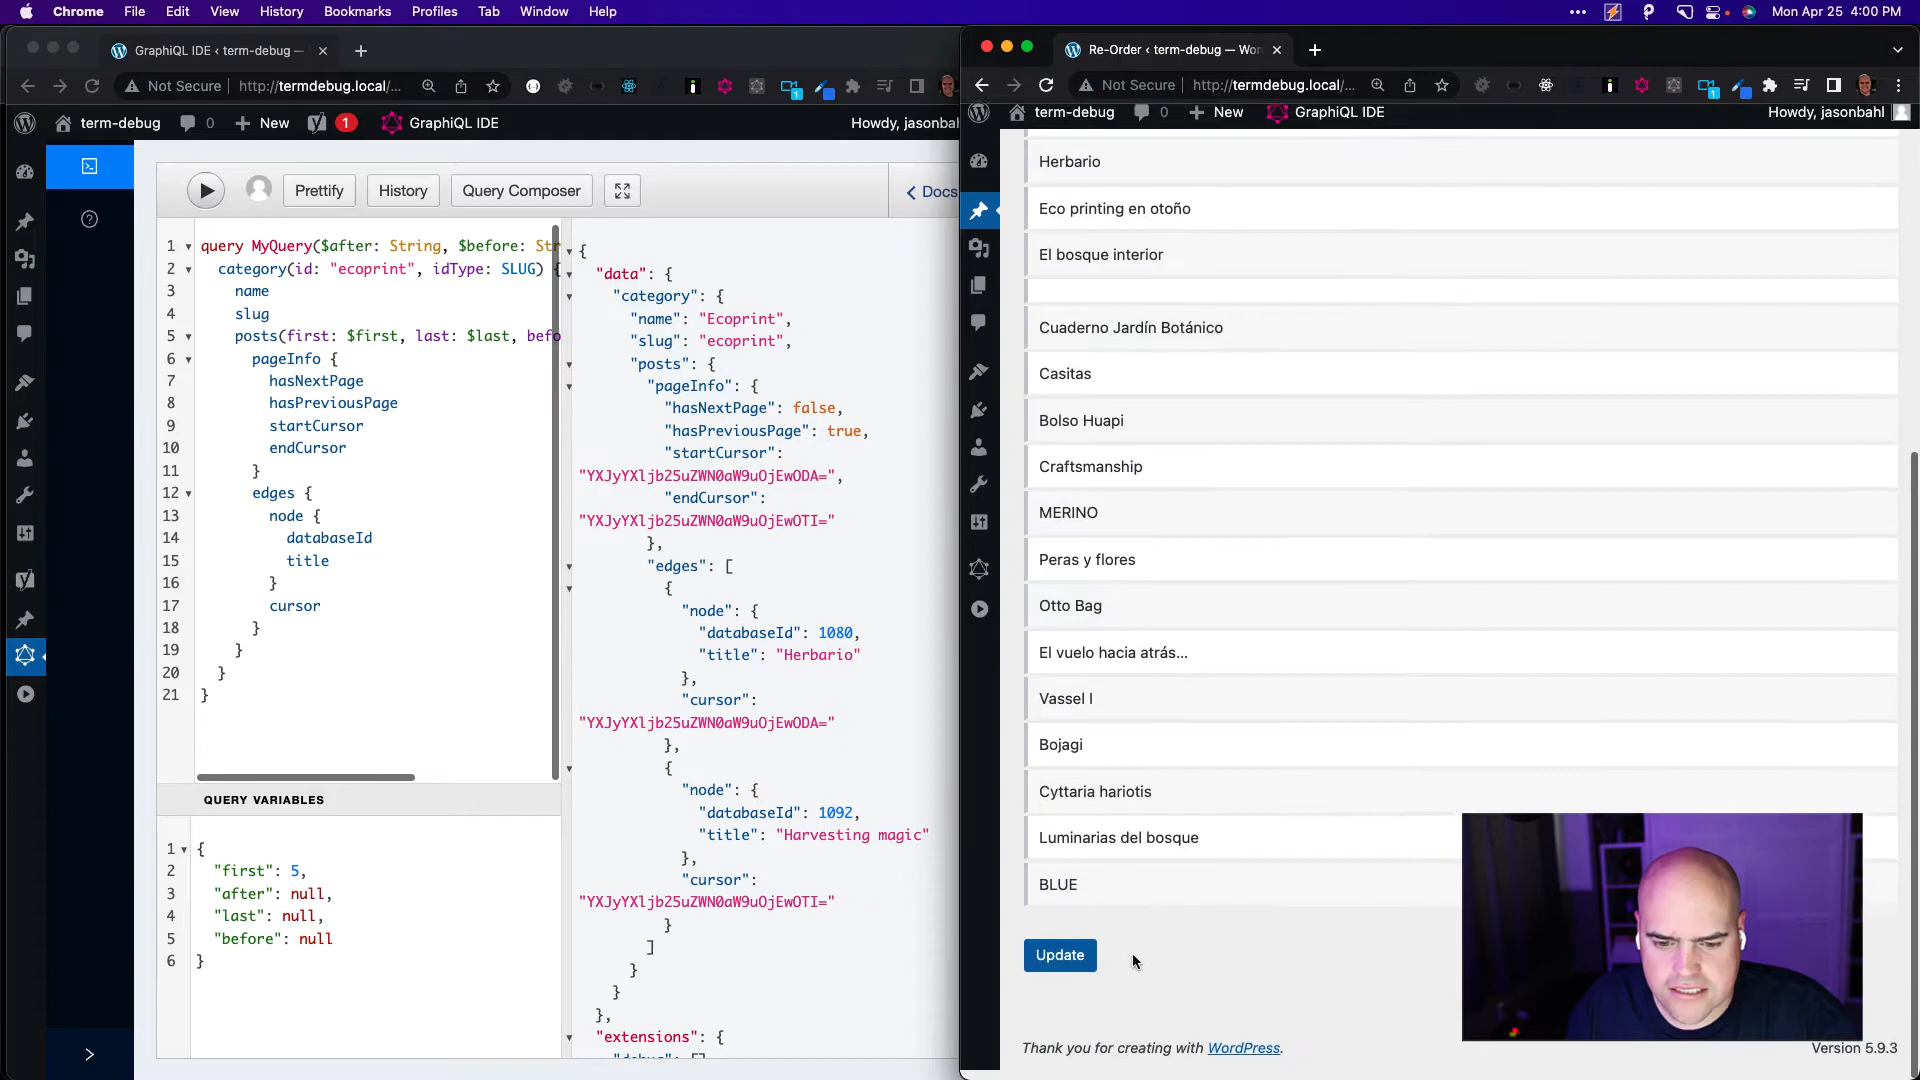 Chrome File Edit View History Bookmarks Profiles Tab Window Help
Mon Apr 25 4:00 PM
GraphiQL IDE ‹ term-debug —
Not Secure http://termdebug.local/...
term-debug 0 New 1 GraphiQL IDE
Howdy, jasonbahl
Prettify History Query Composer
Docs
1 query MyQuery($after: String, $before: Str
2 category(id: "ecoprint", idType: SLUG) {
3 name
4 slug
5 posts(first: $first, last: $last, befo
6 pageInfo {
7 hasNextPage
8 hasPreviousPage
9 startCursor
10 endCursor
11 }
12 edges {
13 node {
14 databaseId
15 title
16 }
17 cursor
18 }
19 }
20 }
21 }
QUERY VARIABLES
1 {
2 "first": 5,
3 "after": null,
4 "last": null,
5 "before": null
6 }
{
"data": {
"category": {
"name": "Ecoprint",
"slug": "ecoprint",
"posts": {
"pageInfo": {
"hasNextPage": false,
"hasPreviousPage": true,
"startCursor":
"YXJyYXljb25uZWN0aW9uOjEwODA=",
"endCursor":
"YXJyYXljb25uZWN0aW9uOjEwOTI="
},
"edges": [
{
"node": {
"databaseId": 1080,
"title": "Herbario"
},
"cursor":
"YXJyYXljb25uZWN0aW9uOjEwODA="
},
{
"node": {
"databaseId": 1092,
"title": "Harvesting magic"
},
"cursor":
"YXJyYXljb25uZWN0aW9uOjEwOTI="
}
]
}
}
},
"extensions": {
"debug": []
Re-Order ‹ term-debug — Wor
Not Secure http://termdebug.local/...
term-debug 0 New GraphiQL IDE
Howdy, jasonbahl
Herbario
Eco printing en otoño
El bosque interior
Cuaderno Jardín Botánico
Casitas
Bolso Huapi
Craftsmanship
MERINO
Peras y flores
Otto Bag
El vuelo hacia atrás...
Vassel I
Bojagi
Cyttaria hariotis
Luminarias del bosque
BLUE
Update
Thank you for creating with WordPress.
Version 5.9.3